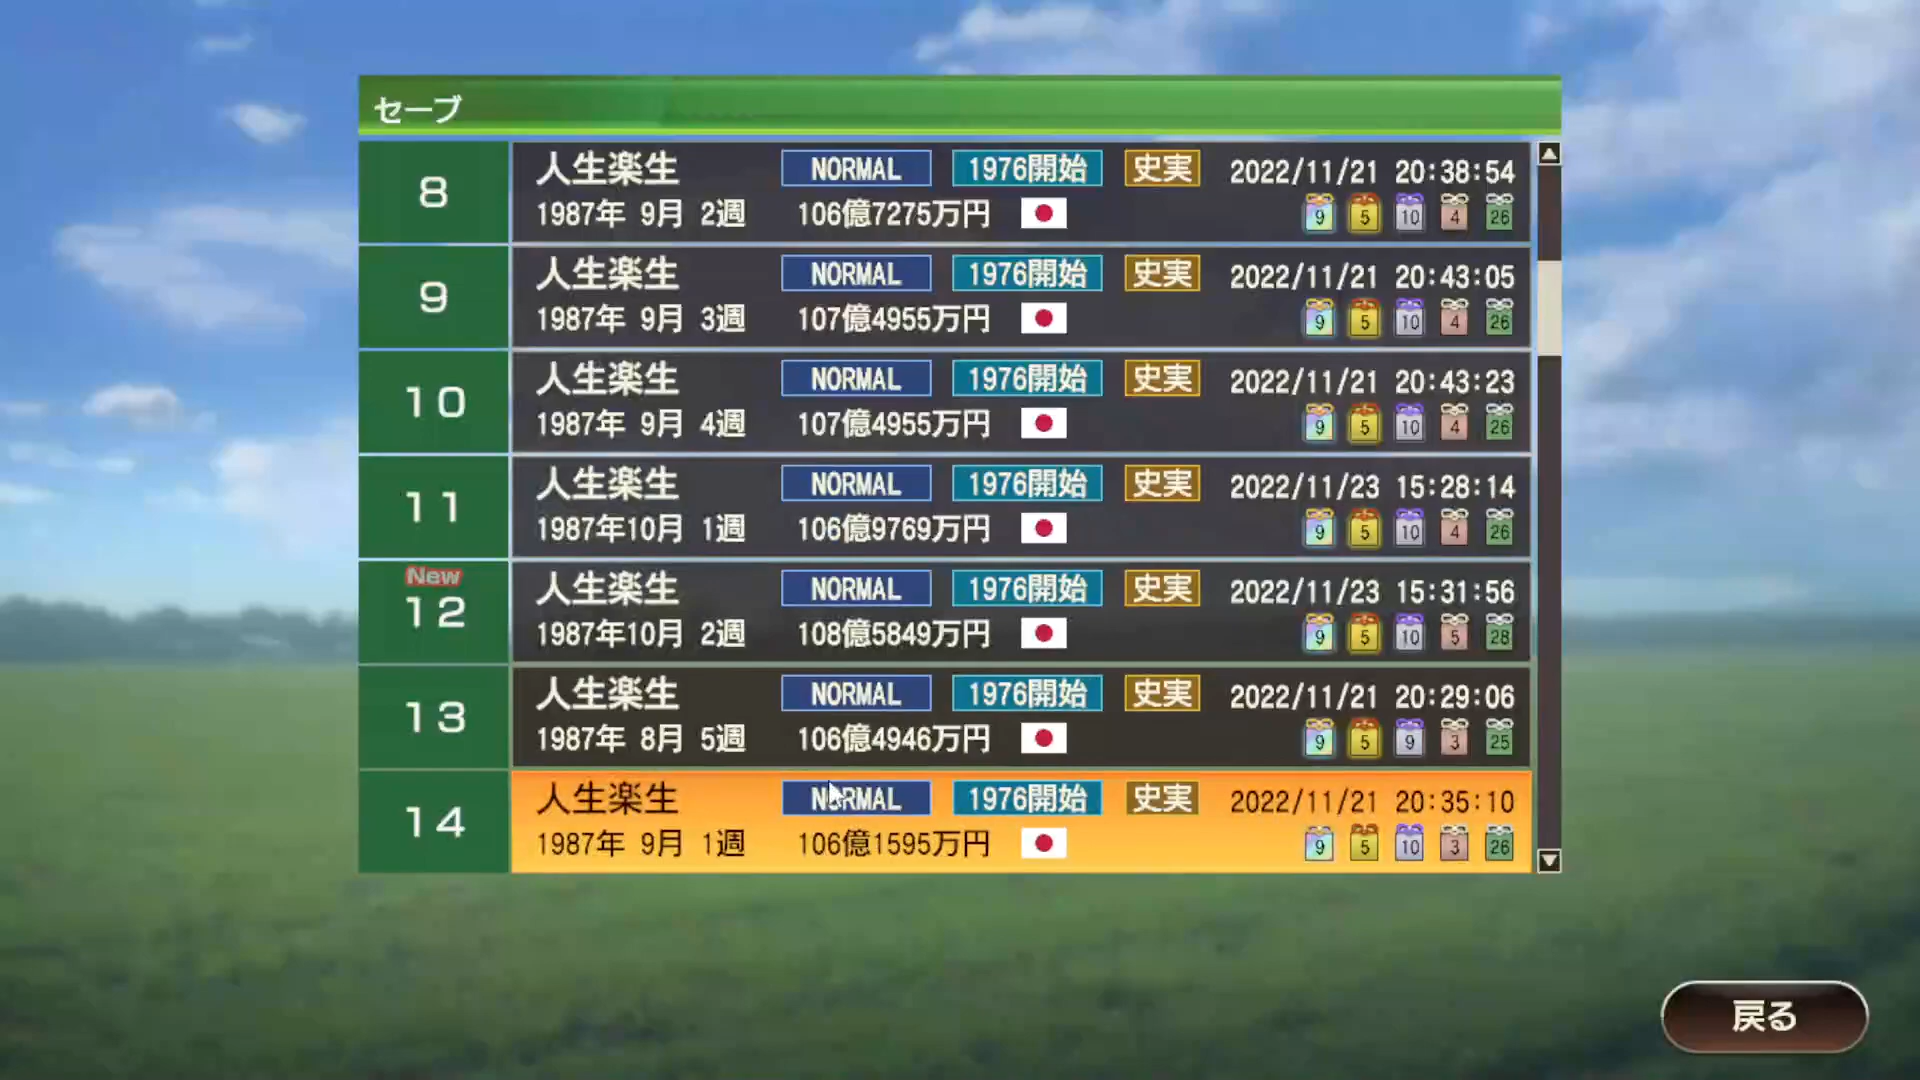 セーブ
8 人生楽生 NORMAL 1976開始 史実 2022/11/21 20:38:54
1987年 9月 2週 106億7275万円 9 5 10 4 26
9 人生楽生 NORMAL 1976開始 史実 2022/11/21 20:43:05
1987年 9月 3週 107億4955万円 9 5 10 4 26
10 人生楽生 NORMAL 1976開始 史実 2022/11/21 20:43:23
1987年 9月 4週 107億4955万円 9 5 10 4 26
11 人生楽生 NORMAL 1976開始 史実 2022/11/23 15:28:14
1987年10月 1週 106億9769万円 9 5 10 4 26
New
12 人生楽生 NORMAL 1976開始 史実 2022/11/23 15:31:56
1987年10月 2週 108億5849万円 9 5 10 5 28
13 人生楽生 NORMAL 1976開始 史実 2022/11/21 20:29:06
1987年 8月 5週 106億4946万円 9 5 9 3 25
14 人生楽生 NORMAL 1976開始 史実 2022/11/21 20:35:10
1987年 9月 1週 106億1595万円 9 5 10 3 26
戻る